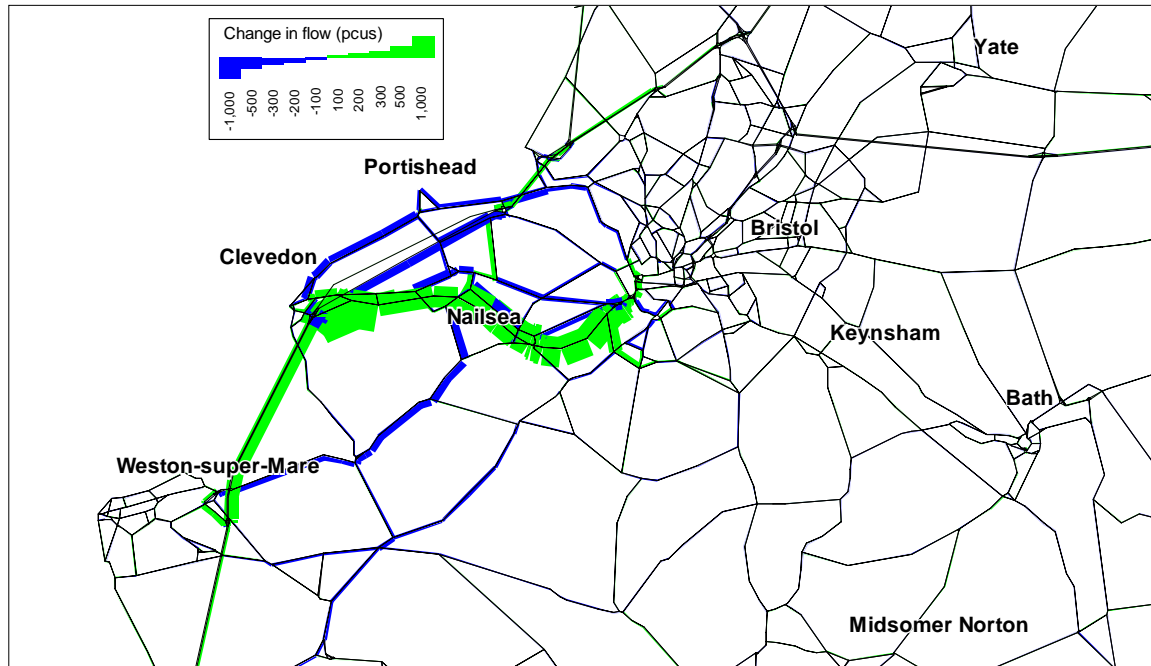 Change in flow (pcus)
-1,000
-500
-300
-200
-100
100
200
300
500
1,000
Yate
Portishead
Bristol
Clevedon
Nailsea
Keynsham
Bath
Weston-super-Mare
Midsomer Norton